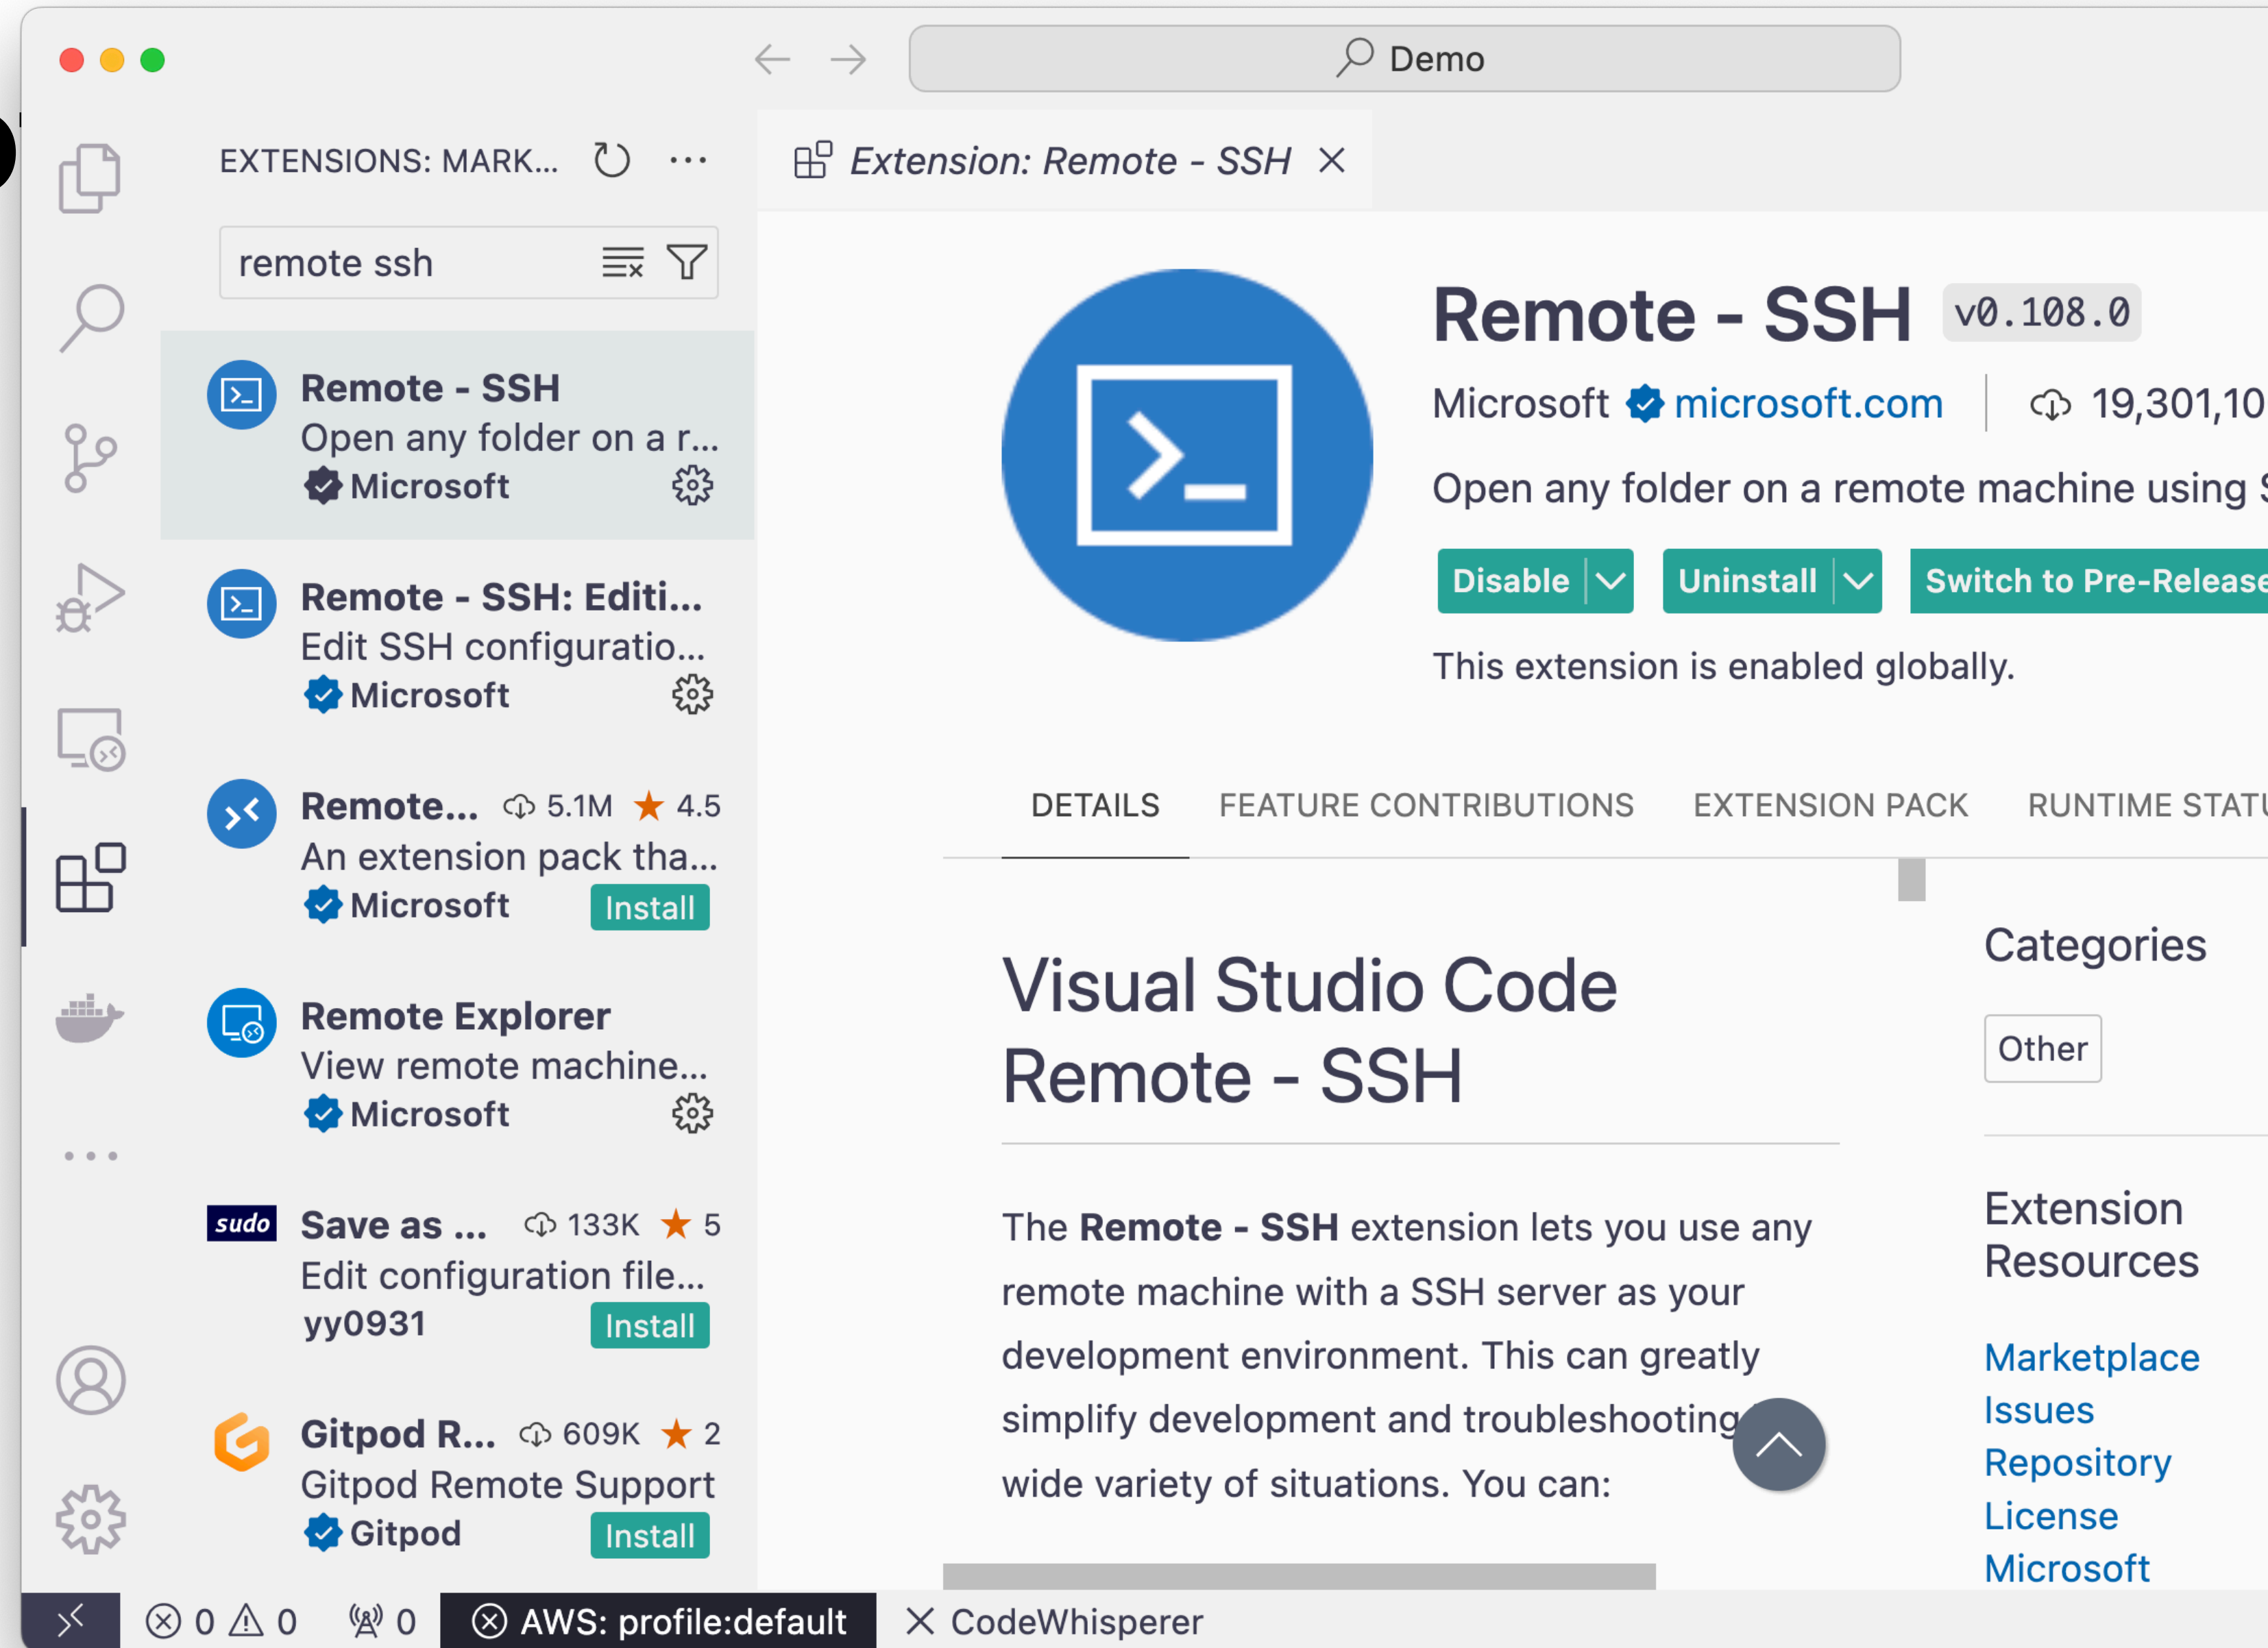 Demo
EXTENSIONS: MARK...
Extension: Remote - SSH
remote ssh
Remote - SSH
Open any folder on a r...
Microsoft
Remote - SSH: Editi...
Edit SSH configuratio...
Microsoft
Remote... 5.1M 4.5
An extension pack tha...
Microsoft Install
Remote Explorer
View remote machine...
Microsoft
sudo Save as ... 133K 5
Edit configuration file...
yy0931 Install
Gitpod R... 609K 2
Gitpod Remote Support
Gitpod Install
Remote - SSH v0.108.0
Microsoft microsoft.com 19,301,10
Open any folder on a remote machine using
Disable Uninstall Switch to Pre-Release
This extension is enabled globally.
DETAILS FEATURE CONTRIBUTIONS EXTENSION PACK RUNTIME STATU
Visual Studio Code
Remote - SSH
The Remote - SSH extension lets you use any
remote machine with a SSH server as your
development environment. This can greatly
simplify development and troubleshooting
wide variety of situations. You can:
Categories
Other
Extension
Resources
Marketplace
Issues
Repository
License
Microsoft
0 0 0 AWS: profile:default CodeWhisperer